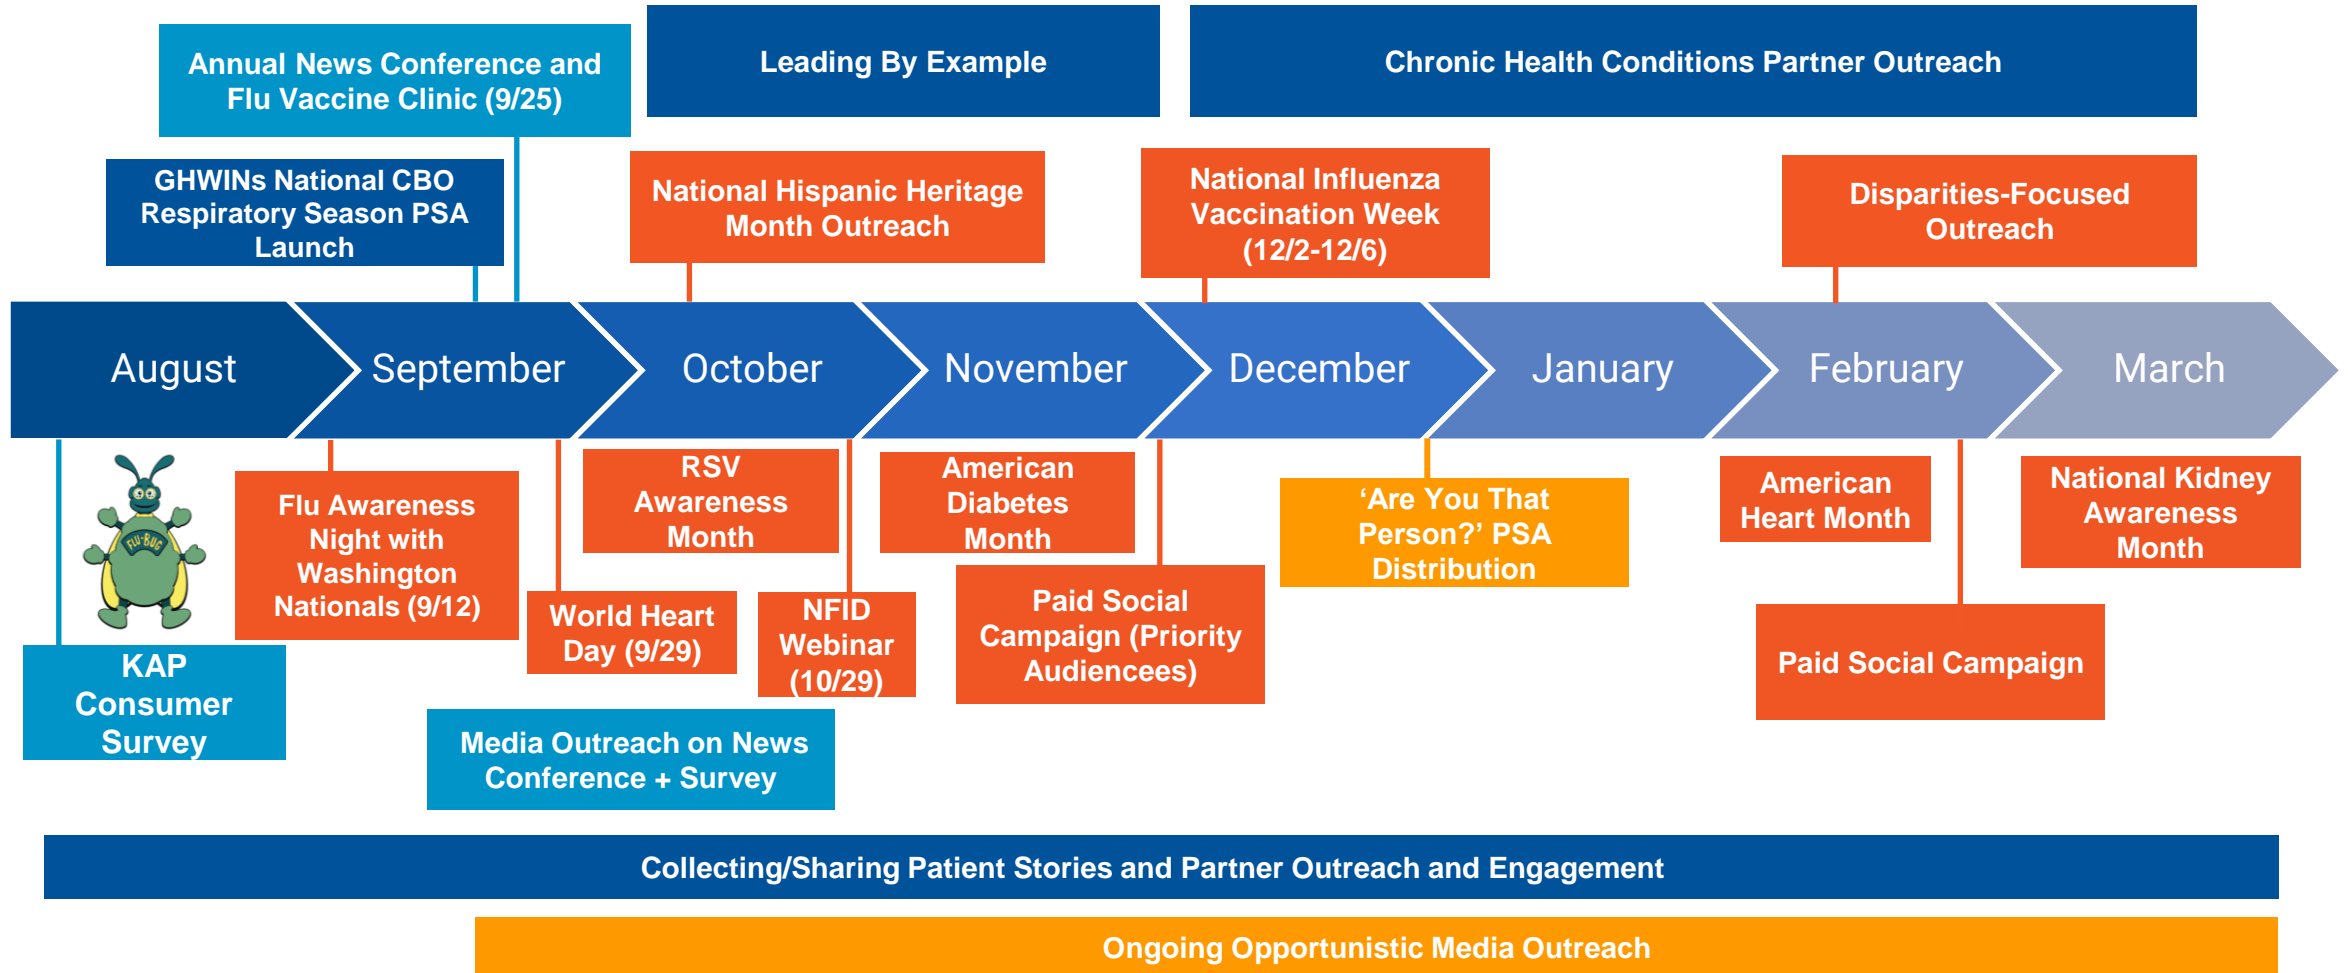 Annual News Conference and
Flu Vaccine Clinic (9/25)
Leading By Example
Chronic Health Conditions Partner Outreach
GHWINs National CBO
Respiratory Season PSA
Launch
National Hispanic Heritage
Month Outreach
National Influenza
Vaccination Week
(12/2-12/6)
Disparities-Focused
Outreach
August
September
October
November
December
January
February
March
FLU-BUG
KAP
Consumer
Survey
Flu Awareness
Night with
Washington
Nationals (9/12)
World Heart
Day (9/29)
RSV
Awareness
Month
NFID
Webinar
(10/29)
Media Outreach on News
Conference + Survey
American
Diabetes
Month
Paid Social
Campaign (Priority
Audiencees)
‘Are You That
Person?’ PSA
Distribution
American
Heart Month
Paid Social Campaign
National Kidney
Awareness
Month
Collecting/Sharing Patient Stories and Partner Outreach and Engagement
Ongoing Opportunistic Media Outreach